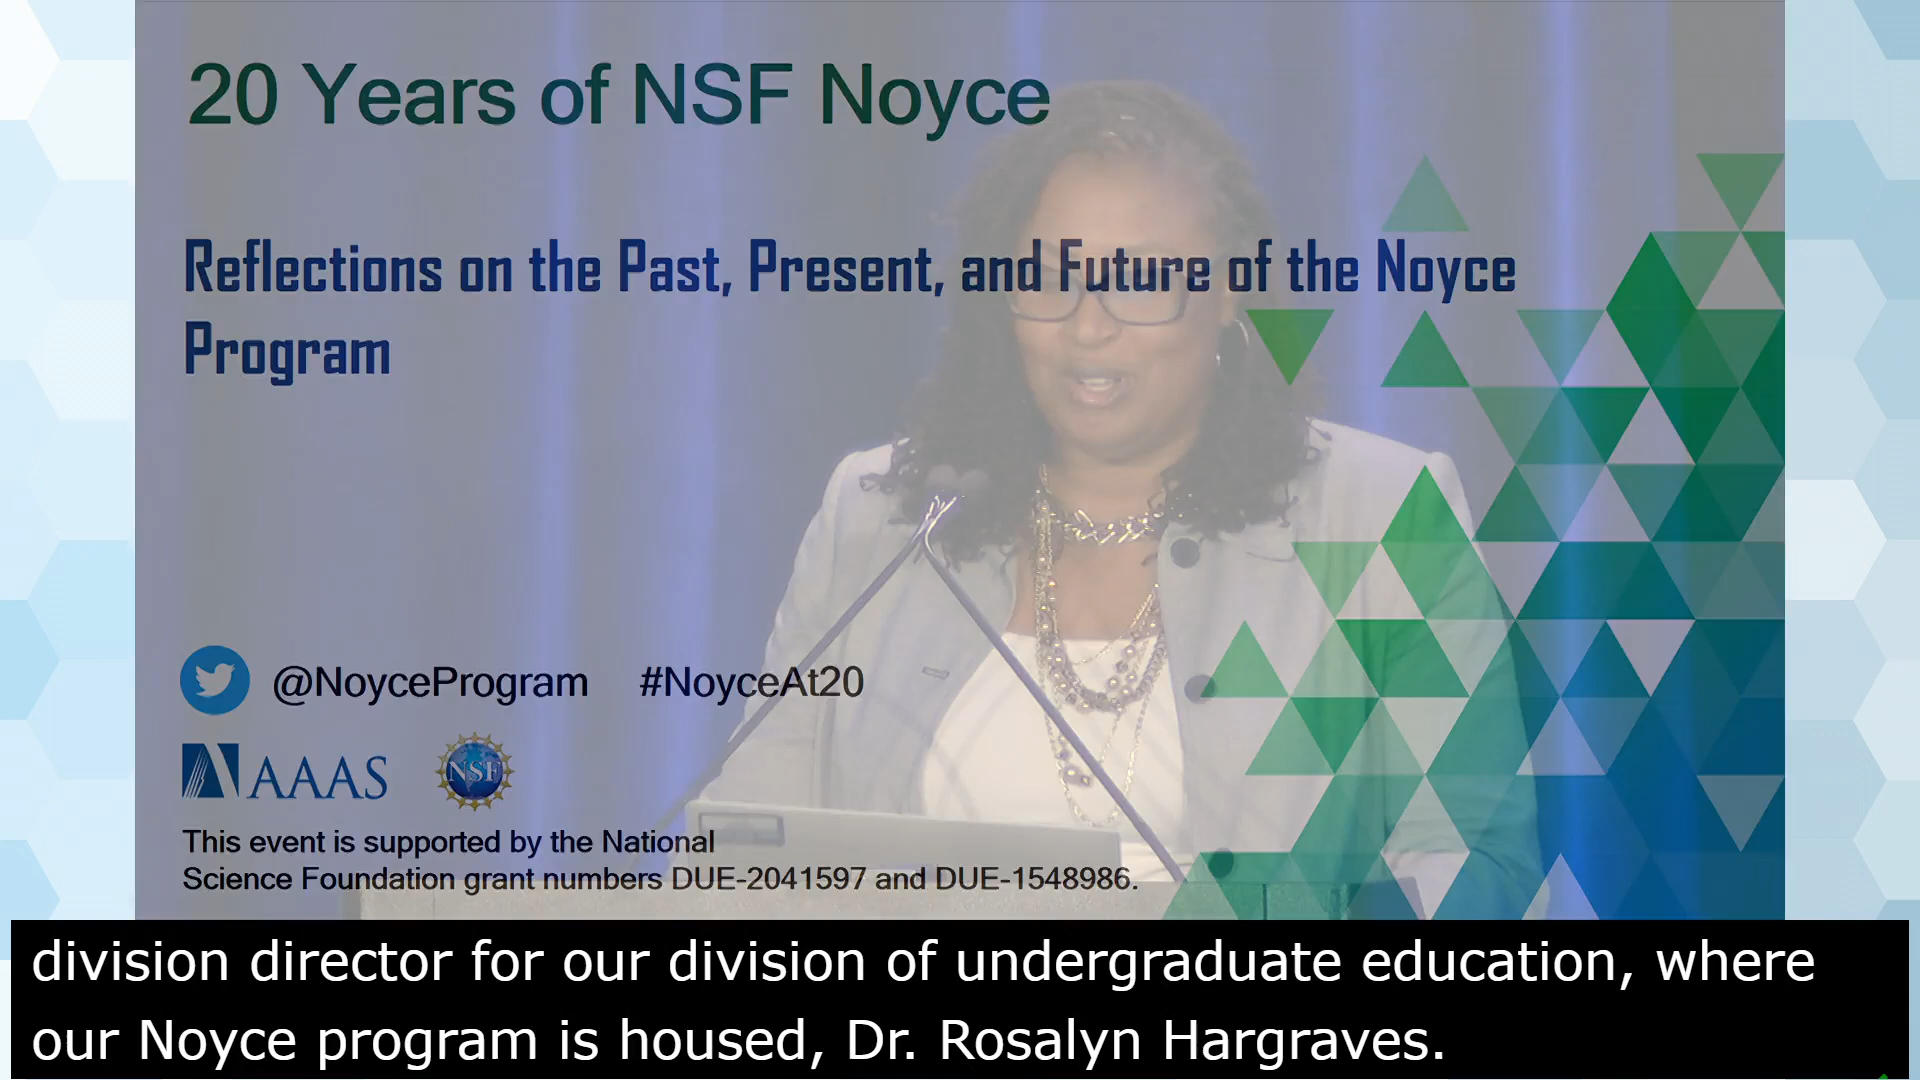 20 Years of NSF Noyce
Reflections on the Past, Present, and Future of the Noyce
Program
@NoyceProgram #NoyceAt20
AAAS NSF
This event is supported by the National
Science Foundation grant numbers DUE-2041597 and DUE-1548986.
division director for our division of undergraduate education, where
our Noyce program is housed, Dr. Rosalyn Hargraves.